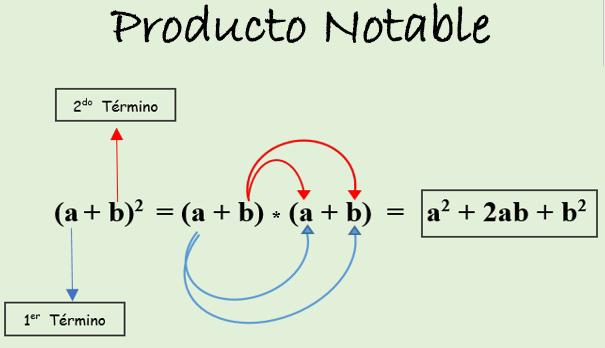 Producto Notable
2do Término
(a + b)² = (a + b) * (a + b) = a² + 2ab + b²
1er Término